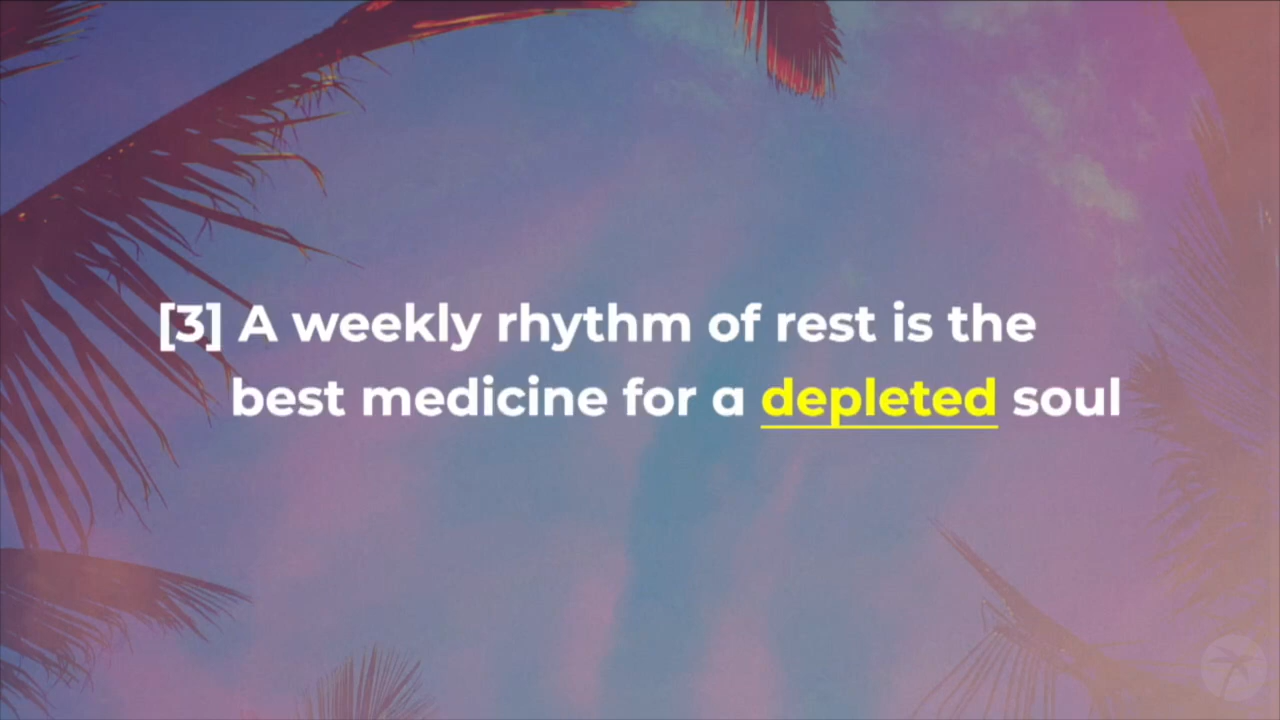 [3] A weekly rhythm of rest is the
best medicine for a depleted soul